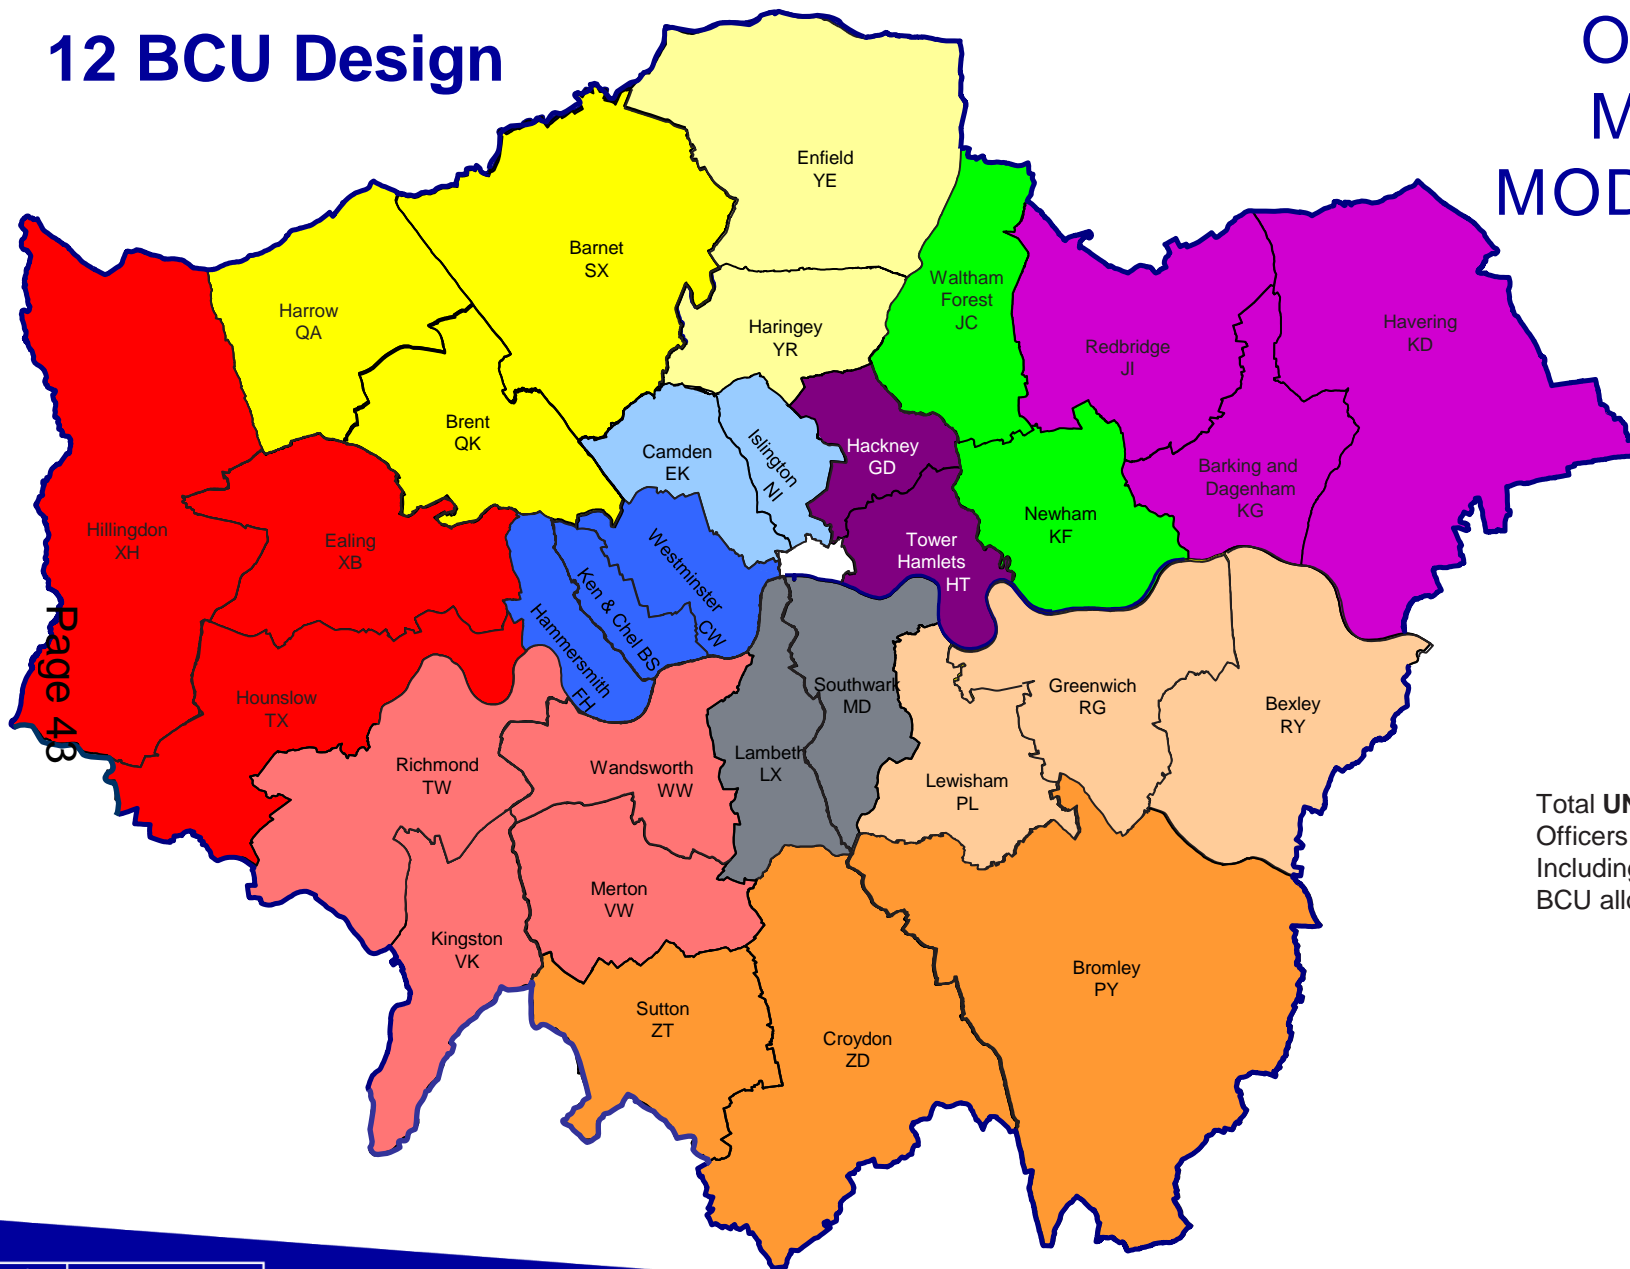 12 BCU Design
O
M
MOD
Enfield
YE
Barnet
SX
Harrow
QA
Haringey
YR
Waltham
Forest
JC
Redbridge
JI
Havering
KD
Brent
QK
Camden
EK
Islington
NI
Hackney
GD
Barking and
Dagenham
KG
Hillingdon
XH
Ealing
XB
Westminster
CW
Ken & Chel BS
Hammersmith
FH
Tower
Hamlets
HT
Newham
KF
Page 43
Hounslow
TX
Richmond
TW
Wandsworth
WW
Lambeth
LX
Southwark
MD
Lewisham
PL
Greenwich
RG
Bexley
RY
Merton
VW
Kingston
VK
Sutton
ZT
Croydon
ZD
Bromley
PY
Total UN
Officers
Including
BCU allo